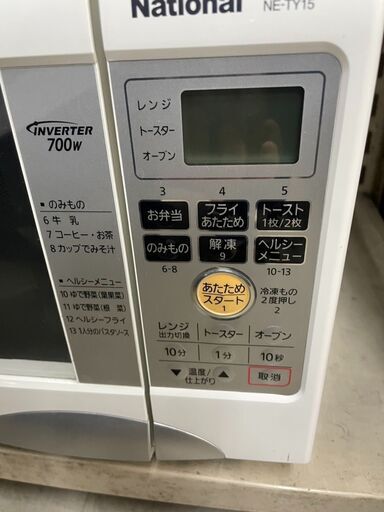 National
NE-TY15
INVERTER
700W
■のみもの
6 牛 乳
7 コーヒー・お茶
8 カップでみそ汁
■ヘルシーメニュー
10 ゆで野菜(葉果菜)
11 ゆで野菜(根 菜)
12 ヘルシーフライ
13 1人分のパスタソース
レンジ
トースター
オーブン
3 4 5
お弁当
フライ
あたため
トースト
1枚/2枚
のみもの
解凍
9
ヘルシー
メニュー
6-8
10-13
あたため
スタート
1
冷凍もの
2度押し
2
レンジ
出力切換
トースター
オーブン
10分
1分
10秒
▼ 温度/ ▲
仕上がり
取消